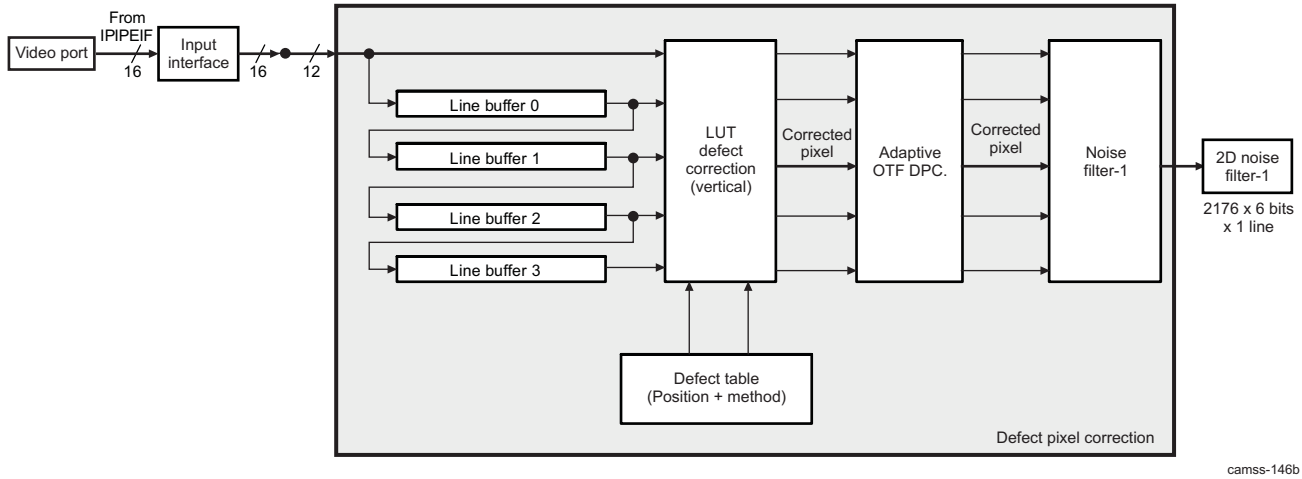 From
IPIPEIF
Video port
16
Input
interface
16
12
Line buffer 0
Line buffer 1
Line buffer 2
Line buffer 3
LUT
defect
correction
(vertical)
Corrected
pixel
Adaptive
OTF DPC.
Corrected
pixel
Noise
filter-1
2D noise
filter-1
2176 x 6 bits
x 1 line
Defect table
(Position + method)
Defect pixel correction
camss-146b